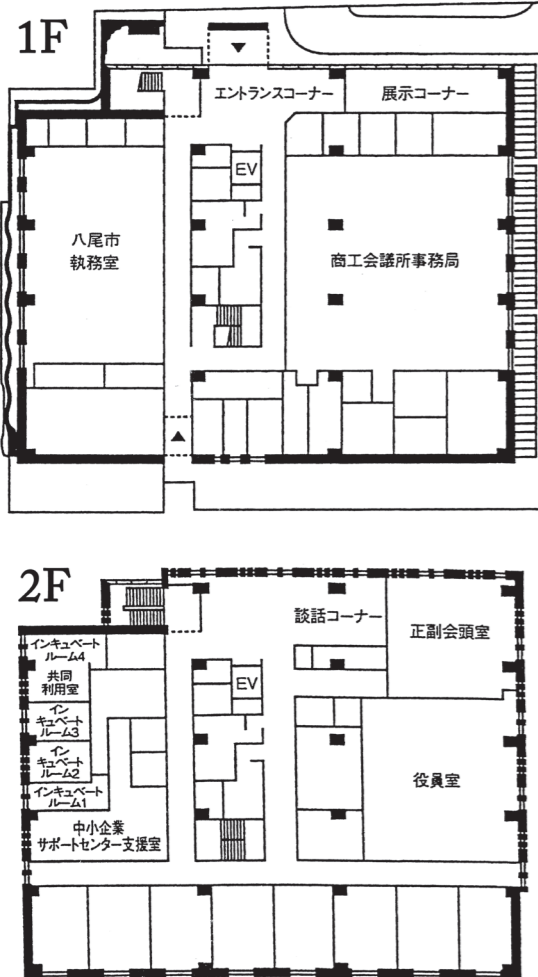 1F
エントランスコーナー
展示コーナー
EV
八尾市
執務室
商工会議所事務局
2F
談話コーナー
正副会頭室
インキュベート
ルーム4
共同
利用室
EV
イン
キュベート
ルーム3
イン
キュベート
ルーム2
役員室
インキュベート
ルーム1
中小企業
サポートセンター支援室